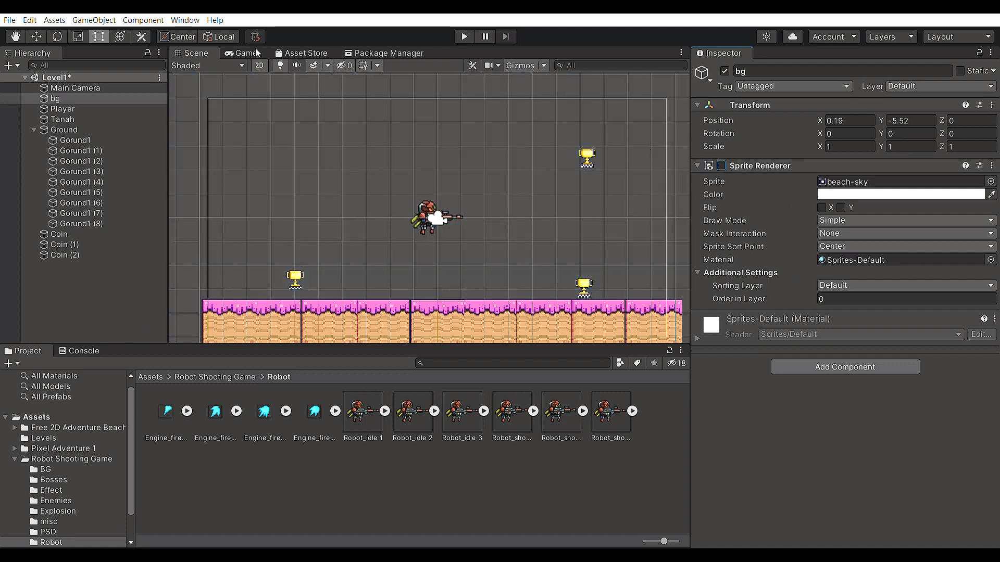 File Edit Assets GameObject Component Window Help
Center Local Account Layers Layout
Hierarchy
All
Level1*
Main Camera
bg
Player
Tanah
Ground
Gorund1
Gorund1 (1)
Gorund1 (2)
Gorund1 (3)
Gorund1 (4)
Gorund1 (5)
Gorund1 (6)
Gorund1 (7)
Gorund1 (8)
Coin
Coin (1)
Coin (2)
Scene Game Asset Store Package Manager
Shaded 2D 0 Gizmos All
Inspector
bg Static
Tag Untagged Layer Default
Transform
Position X 0.19 Y -5.52 Z 0
Rotation X 0 Y 0 Z 0
Scale X 1 Y 1 Z 1
Sprite Renderer
Sprite beach-sky
Color
Flip X Y
Draw Mode Simple
Mask Interaction None
Sprite Sort Point Center
Material Sprites-Default
Additional Settings
Sorting Layer Default
Order in Layer 0
Sprites-Default (Material)
Shader Sprites/Default Edit...
Add Component
Project Console
18
All Materials
All Models
All Prefabs
Assets
Free 2D Adventure Beach
Levels
Pixel Adventure 1
Robot Shooting Game
BG
Bosses
Effect
Enemies
Explosion
misc
PSD
Robot
Assets > Robot Shooting Game > Robot
Engine_fire... Engine_fire... Engine_fire... Engine_fire... Robot_idle 1 Robot_idle 2 Robot_idle 3 Robot_sho... Robot_sho... Robot_sho...